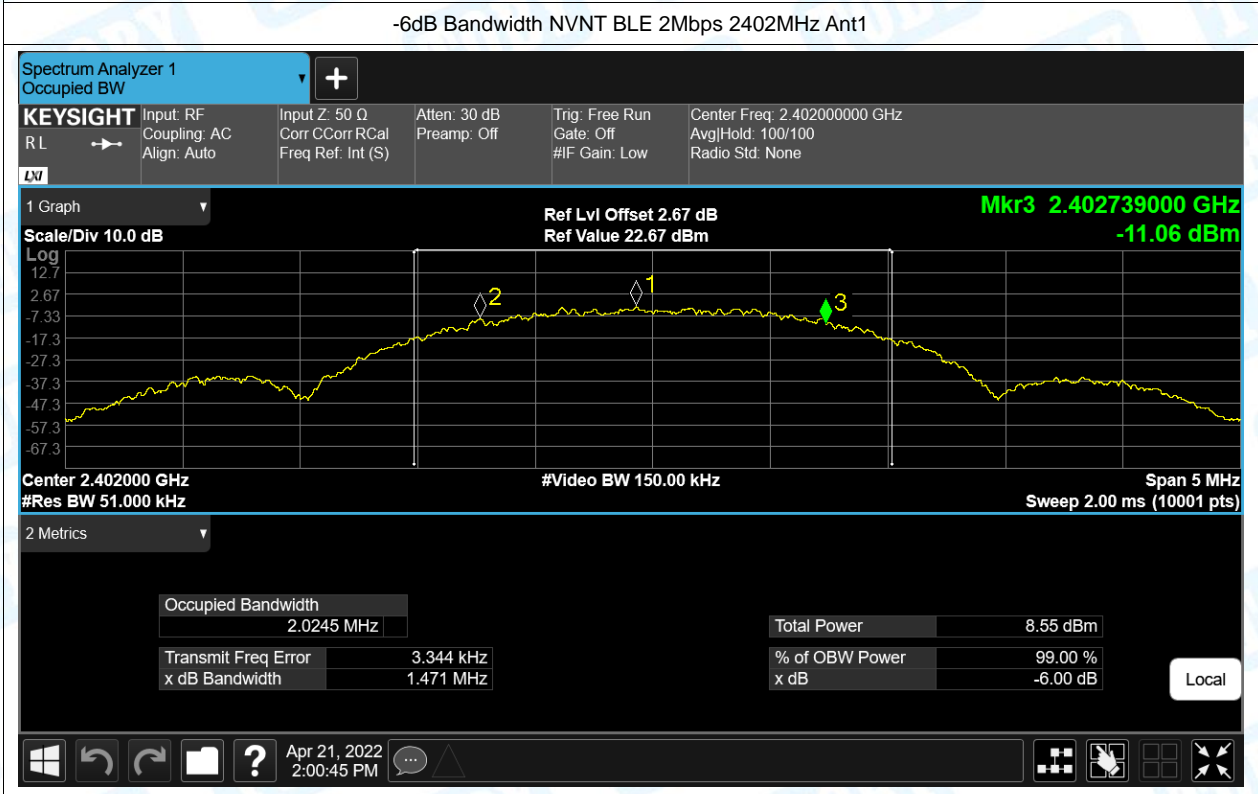 -6dB Bandwidth NVNT BLE 2Mbps 2402MHz Ant1
Spectrum Analyzer 1
Occupied BW
KEYSIGHT
R L
LXI
Input: RF
Coupling: AC
Align: Auto
Input Z: 50 Ω
Corr CCorr RCal
Freq Ref: Int (S)
Atten: 30 dB
Preamp: Off
Trig: Free Run
Gate: Off
#IF Gain: Low
Center Freq: 2.402000000 GHz
Avg|Hold: 100/100
Radio Std: None
1 Graph
Scale/Div 10.0 dB
Ref Lvl Offset 2.67 dB
Ref Value 22.67 dBm
Mkr3 2.402739000 GHz
-11.06 dBm
Log
12.7
2.67
-7.33
-17.3
-27.3
-37.3
-47.3
-57.3
-67.3
2
1
3
Center 2.402000 GHz
#Res BW 51.000 kHz
#Video BW 150.00 kHz
Span 5 MHz
Sweep 2.00 ms (10001 pts)
2 Metrics
Occupied Bandwidth
2.0245 MHz
Transmit Freq Error 3.344 kHz
x dB Bandwidth 1.471 MHz
Total Power 8.55 dBm
% of OBW Power 99.00 %
x dB -6.00 dB
Local
?
Apr 21, 2022
2:00:45 PM